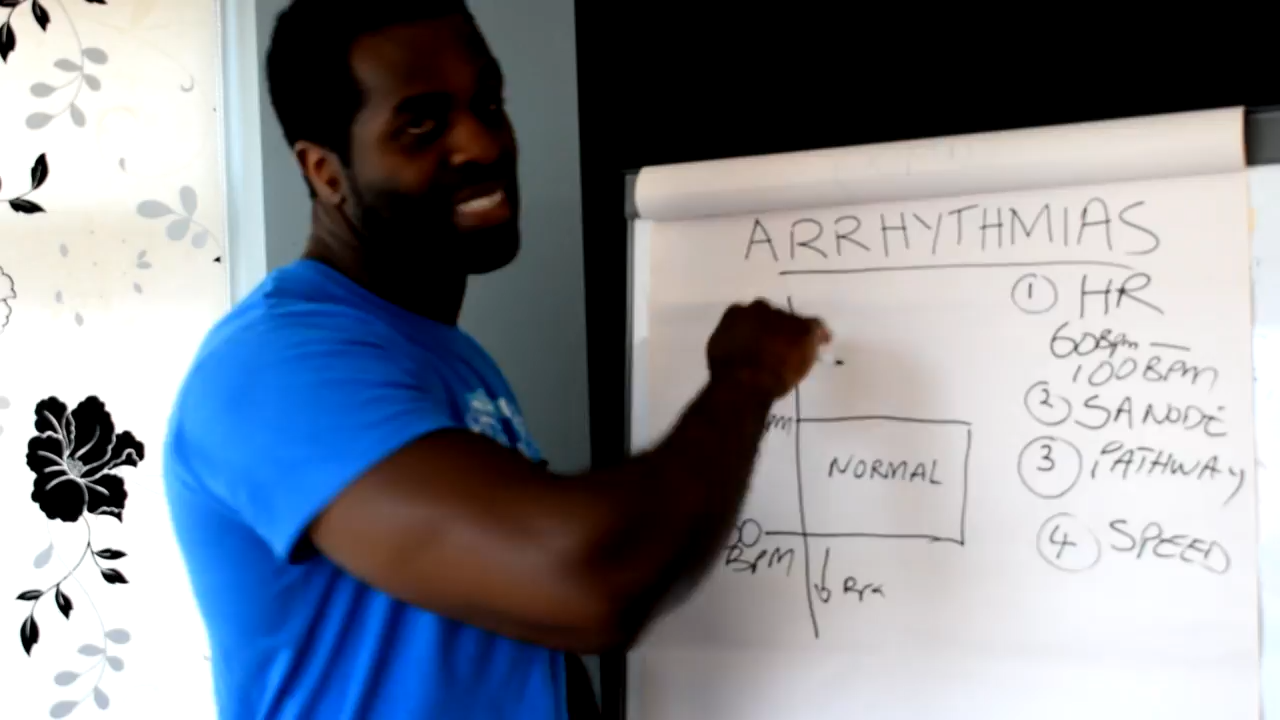 ARRHYTHMIAS
① HR
60Bpm —
100BPM
② SA NODE
③ PATHWAY
④ SPEED
NORMAL
BPM
↓